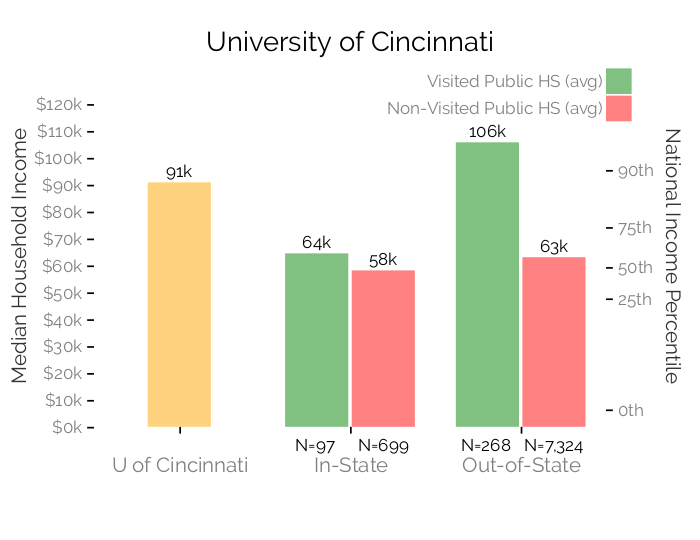 University of Cincinnati
Visited Public HS (avg)
Non-Visited Public HS (avg)
Median Household Income
$120k
$110k
$100k
$90k
$80k
$70k
$60k
$50k
$40k
$30k
$20k
$10k
$0k
91k
64k
58k
106k
63k
National Income Percentile
90th
75th
50th
25th
0th
N=97 N=699 N=268 N=7,324
U of Cincinnati In-State Out-of-State